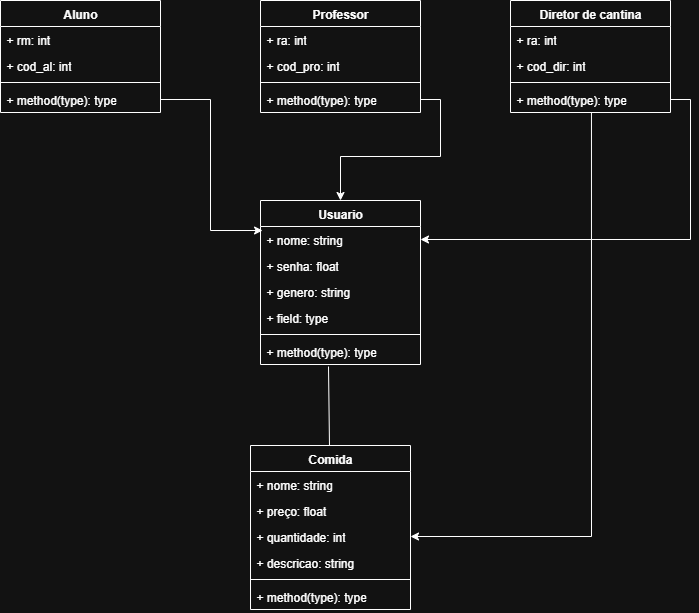 Aluno
+ rm: int
+ cod_al: int
+ method(type): type
Professor
+ ra: int
+ cod_pro: int
+ method(type): type
Diretor de cantina
+ ra: int
+ cod_dir: int
+ method(type): type
Usuario
+ nome: string
+ senha: float
+ genero: string
+ field: type
+ method(type): type
Comida
+ nome: string
+ preço: float
+ quantidade: int
+ descricao: string
+ method(type): type